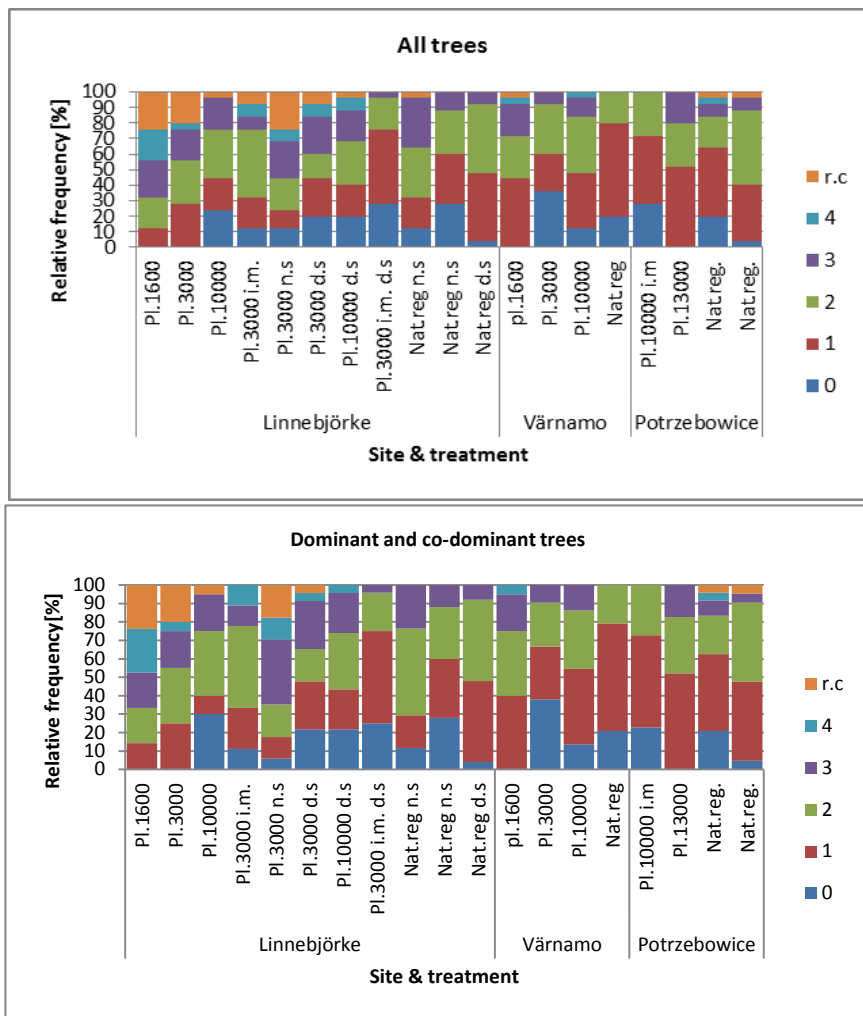 All trees
Relative frequency [%]
100
90
80
70
60
50
40
30
20
10
0
Pl.1600
Pl.3000
Pl.10000
Pl.3000 i.m.
Pl.3000 n.s
Pl.3000 d.s
Pl.10000 d.s
Pl.3000 i.m. d.s
Nat.reg n.s
Nat.reg n.s
Nat.reg d.s
pl.1600
Pl.3000
Pl.10000
Nat.reg
Pl.10000 i.m
Pl.13000
Nat.reg.
Nat.reg.
Linnebjörke
Värnamo
Potrzebowice
Site & treatment
r.c
4
3
2
1
0
Dominant and co-dominant trees
Relative frequency [%]
100
90
80
70
60
50
40
30
20
10
0
Pl.1600
Pl.3000
Pl.10000
Pl.3000 i.m.
Pl.3000 n.s
Pl.3000 d.s
Pl.10000 d.s
Pl.3000 i.m. d.s
Nat.reg n.s
Nat.reg n.s
Nat.reg d.s
pl.1600
Pl.3000
Pl.10000
Nat.reg
Pl.10000 i.m
Pl.13000
Nat.reg.
Nat.reg.
Linnebjörke
Värnamo
Potrzebowice
Site & treatment
r.c
4
3
2
1
0